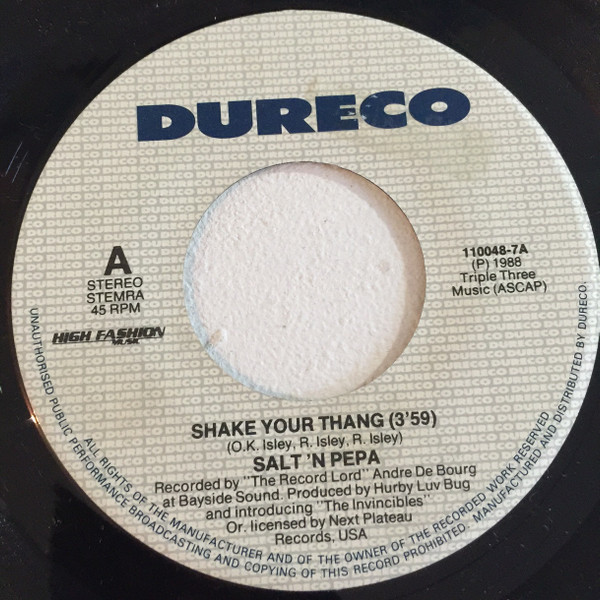 DURECO
A
STEREO
STEMRA
45 RPM
HIGH FASHION
MUSIC
110048-7A
(P) 1988
Triple Three
Music (ASCAP)
SHAKE YOUR THANG (3'59)
(O.K. Isley, R. Isley, R. Isley)
SALT 'N PEPA
Recorded by "The Record Lord" Andre De Bourg
at Bayside Sound. Produced by Hurby Luv Bug
and introducing "The Invincibles"
Or. licensed by Next Plateau
Records, USA
ALL RIGHTS OF THE MANUFACTURER AND OF THE OWNER OF THE RECORDED WORK RESERVED
UNAUTHORISED PUBLIC PERFORMANCE BROADCASTING AND COPYING OF THIS RECORD PROHIBITED. MANUFACTURED AND DISTRIBUTED BY DURECO.